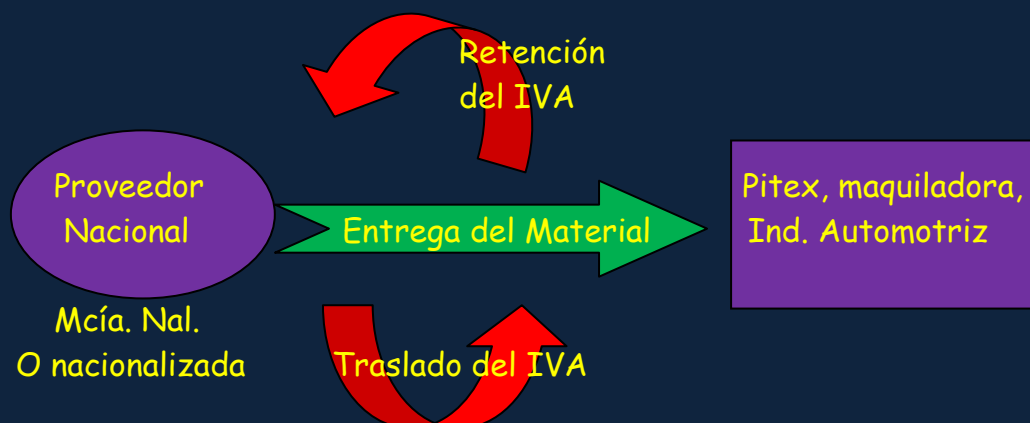 Retención
del IVA
Proveedor
Nacional
Entrega del Material
Pitex, maquiladora,
Ind. Automotriz
Mcía. Nal.
O nacionalizada
Traslado del IVA